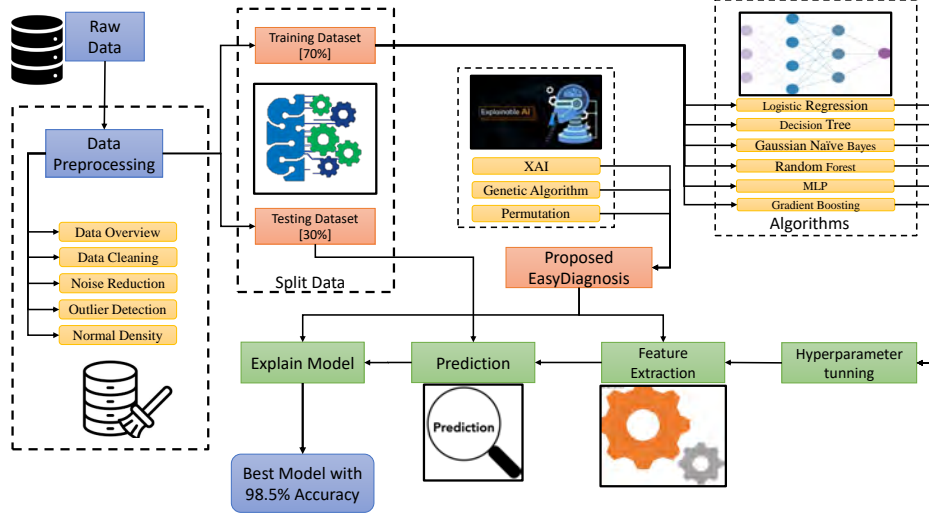 Raw
Data
Data
Preprocessing
Data Overview
Data Cleaning
Noise Reduction
Outlier Detection
Normal Density
Training Dataset
[70%]
Testing Dataset
[30%]
Split Data
Explainable AI
XAI
Genetic Algorithm
Permutation
Proposed
EasyDiagnosis
Logistic Regression
Decision Tree
Gaussian Naïve Bayes
Random Forest
MLP
Gradient Boosting
Algorithms
Explain Model
Prediction
Feature
Extraction
Hyperparameter
tunning
Prediction
Best Model with
98.5% Accuracy